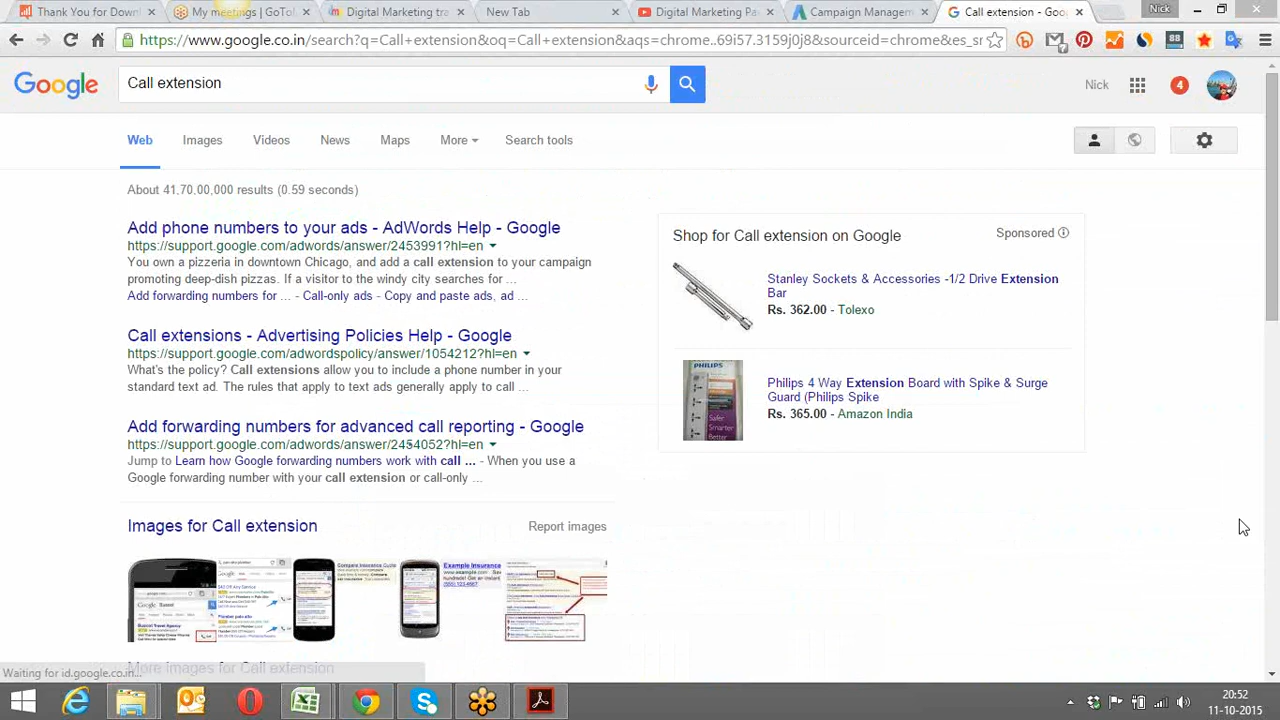 Thank You for Down
My meetings | GoToM
Digital Marketing tra
New Tab
Digital Marketing Pa
Campaign Managem
Call extension - Goo
Nick
https://www.google.co.in/search?q=Call+extension&oq=Call+extension&aqs=chrome..69i57.3159j0j8&sourceid=chrome&es_sm
Google
Call extension
Nick
4
Web
Images
Videos
News
Maps
More
Search tools
About 41,70,00,000 results (0.59 seconds)
Add phone numbers to your ads - AdWords Help - Google
https://support.google.com/adwords/answer/2453991?hl=en
You own a pizzeria in downtown Chicago, and add a call extension to your campaign
promoting deep-dish pizzas. If a visitor to the windy city searches for ...
Add forwarding numbers for ... - Call-only ads - Copy and paste ads, ad ...
Call extensions - Advertising Policies Help - Google
https://support.google.com/adwordspolicy/answer/1054212?hl=en
What's the policy? Call extensions allow you to include a phone number in your
standard text ad. The rules that apply to text ads generally apply to call ...
Add forwarding numbers for advanced call reporting - Google
https://support.google.com/adwords/answer/2454052?hl=en
Jump to Learn how Google forwarding numbers work with call ... - When you use a
Google forwarding number with your call extension or call-only ...
Images for Call extension
Report images
More images for Call extension
Shop for Call extension on Google
Sponsored
Stanley Sockets & Accessories -1/2 Drive Extension
Bar
Rs. 362.00 - Tolexo
PHILIPS
Safer
Smarter
Better
Philips 4 Way Extension Board with Spike & Surge
Guard (Philips Spike
Rs. 365.00 - Amazon India
Waiting for id.google.co.in...
20:52
11-10-2015